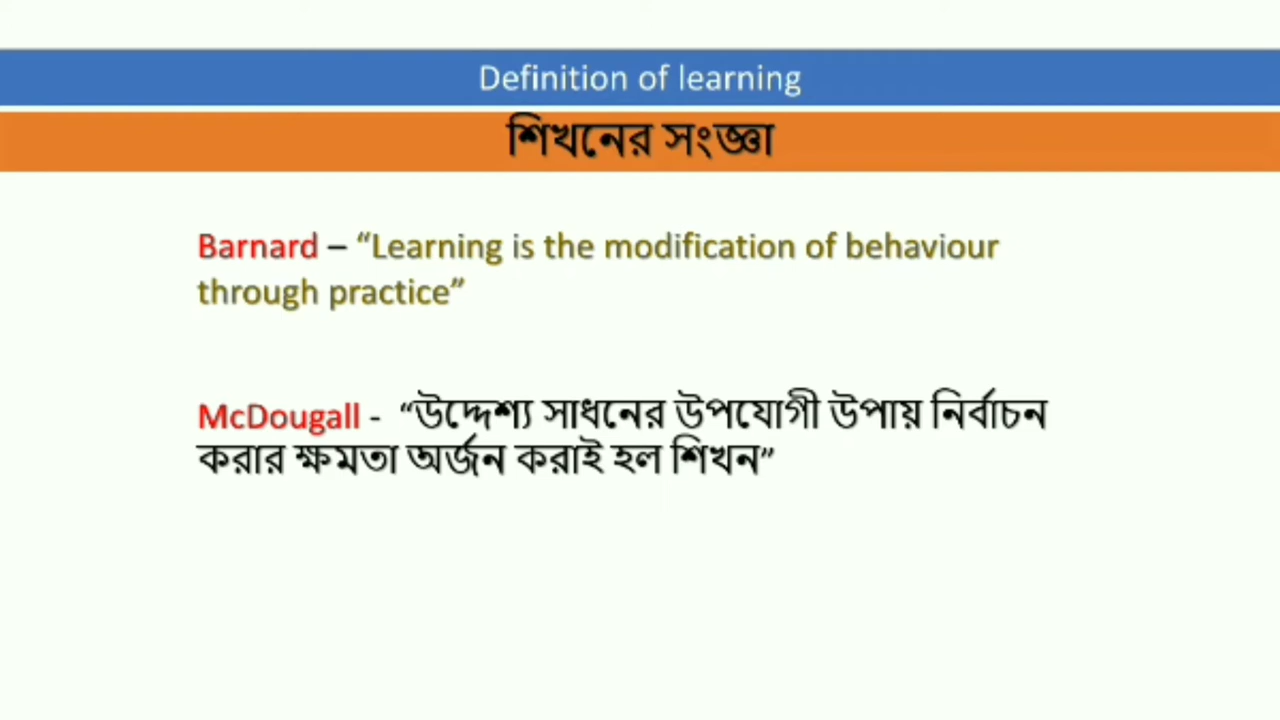 Definition of learning
শিখনের সংজ্ঞা
Barnard – “Learning is the modification of behaviour
through practice”
McDougall - “উদ্দেশ্য সাধনের উপযোগী উপায় নির্বাচন
করার ক্ষমতা অর্জন করাই হল শিখন”